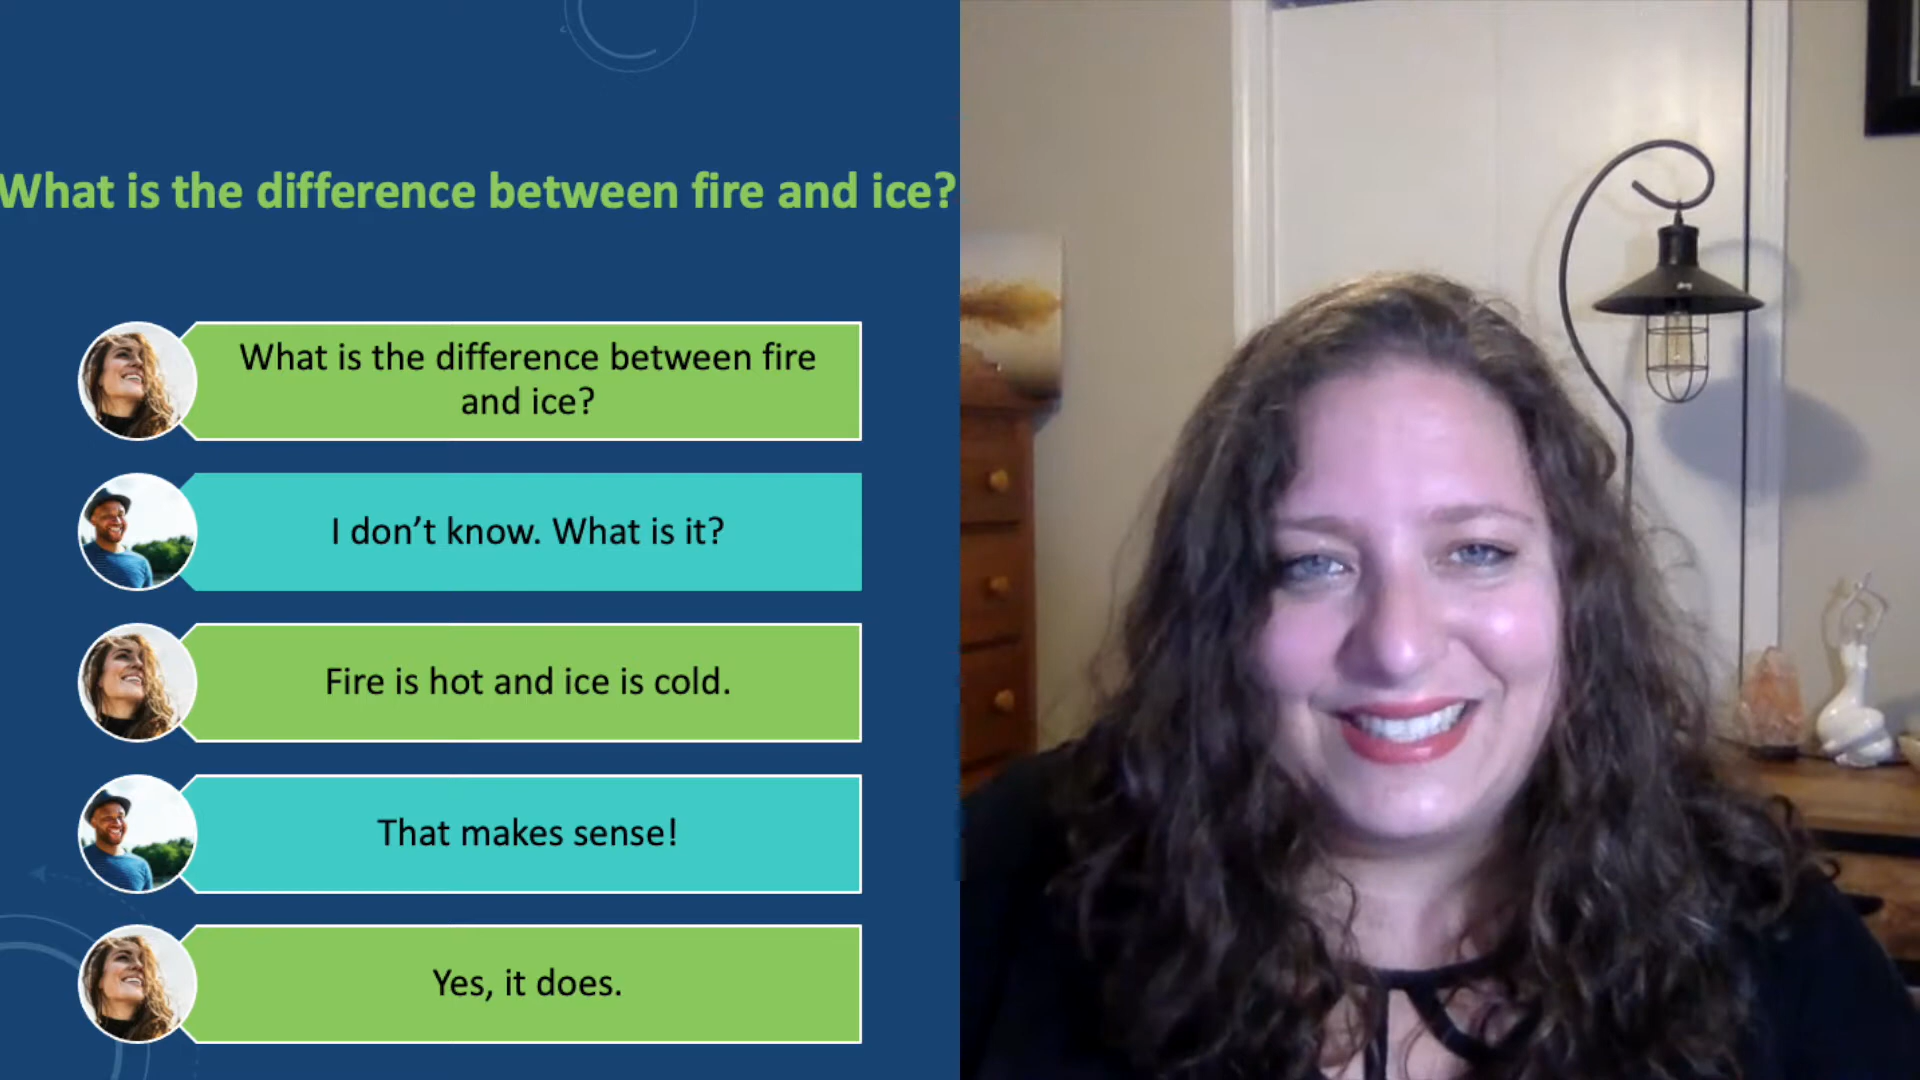 What is the difference between fire and ice?
What is the difference between fire
and ice?
I don’t know. What is it?
Fire is hot and ice is cold.
That makes sense!
Yes, it does.